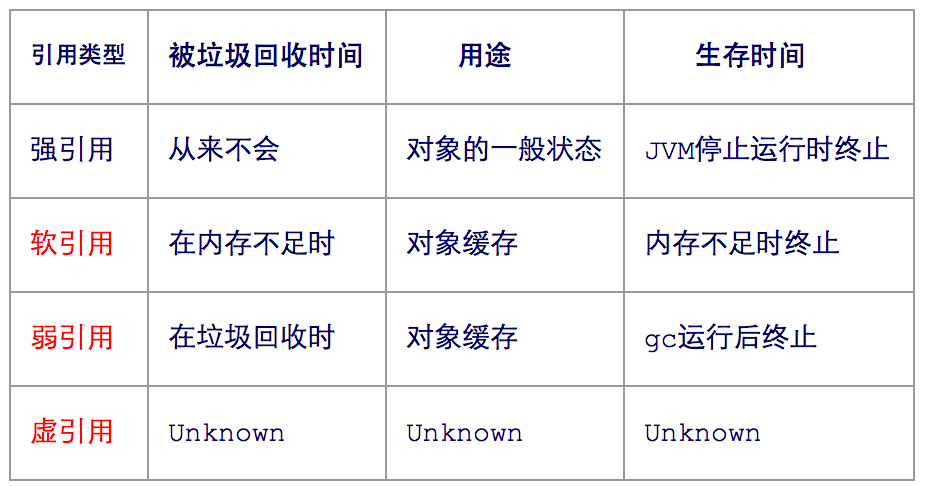 引用类型 被垃圾回收时间 用途 生存时间
强引用 从来不会 对象的一般状态 JVM停止运行时终止
软引用 在内存不足时 对象缓存 内存不足时终止
弱引用 在垃圾回收时 对象缓存 gc运行后终止
虚引用 Unknown Unknown Unknown